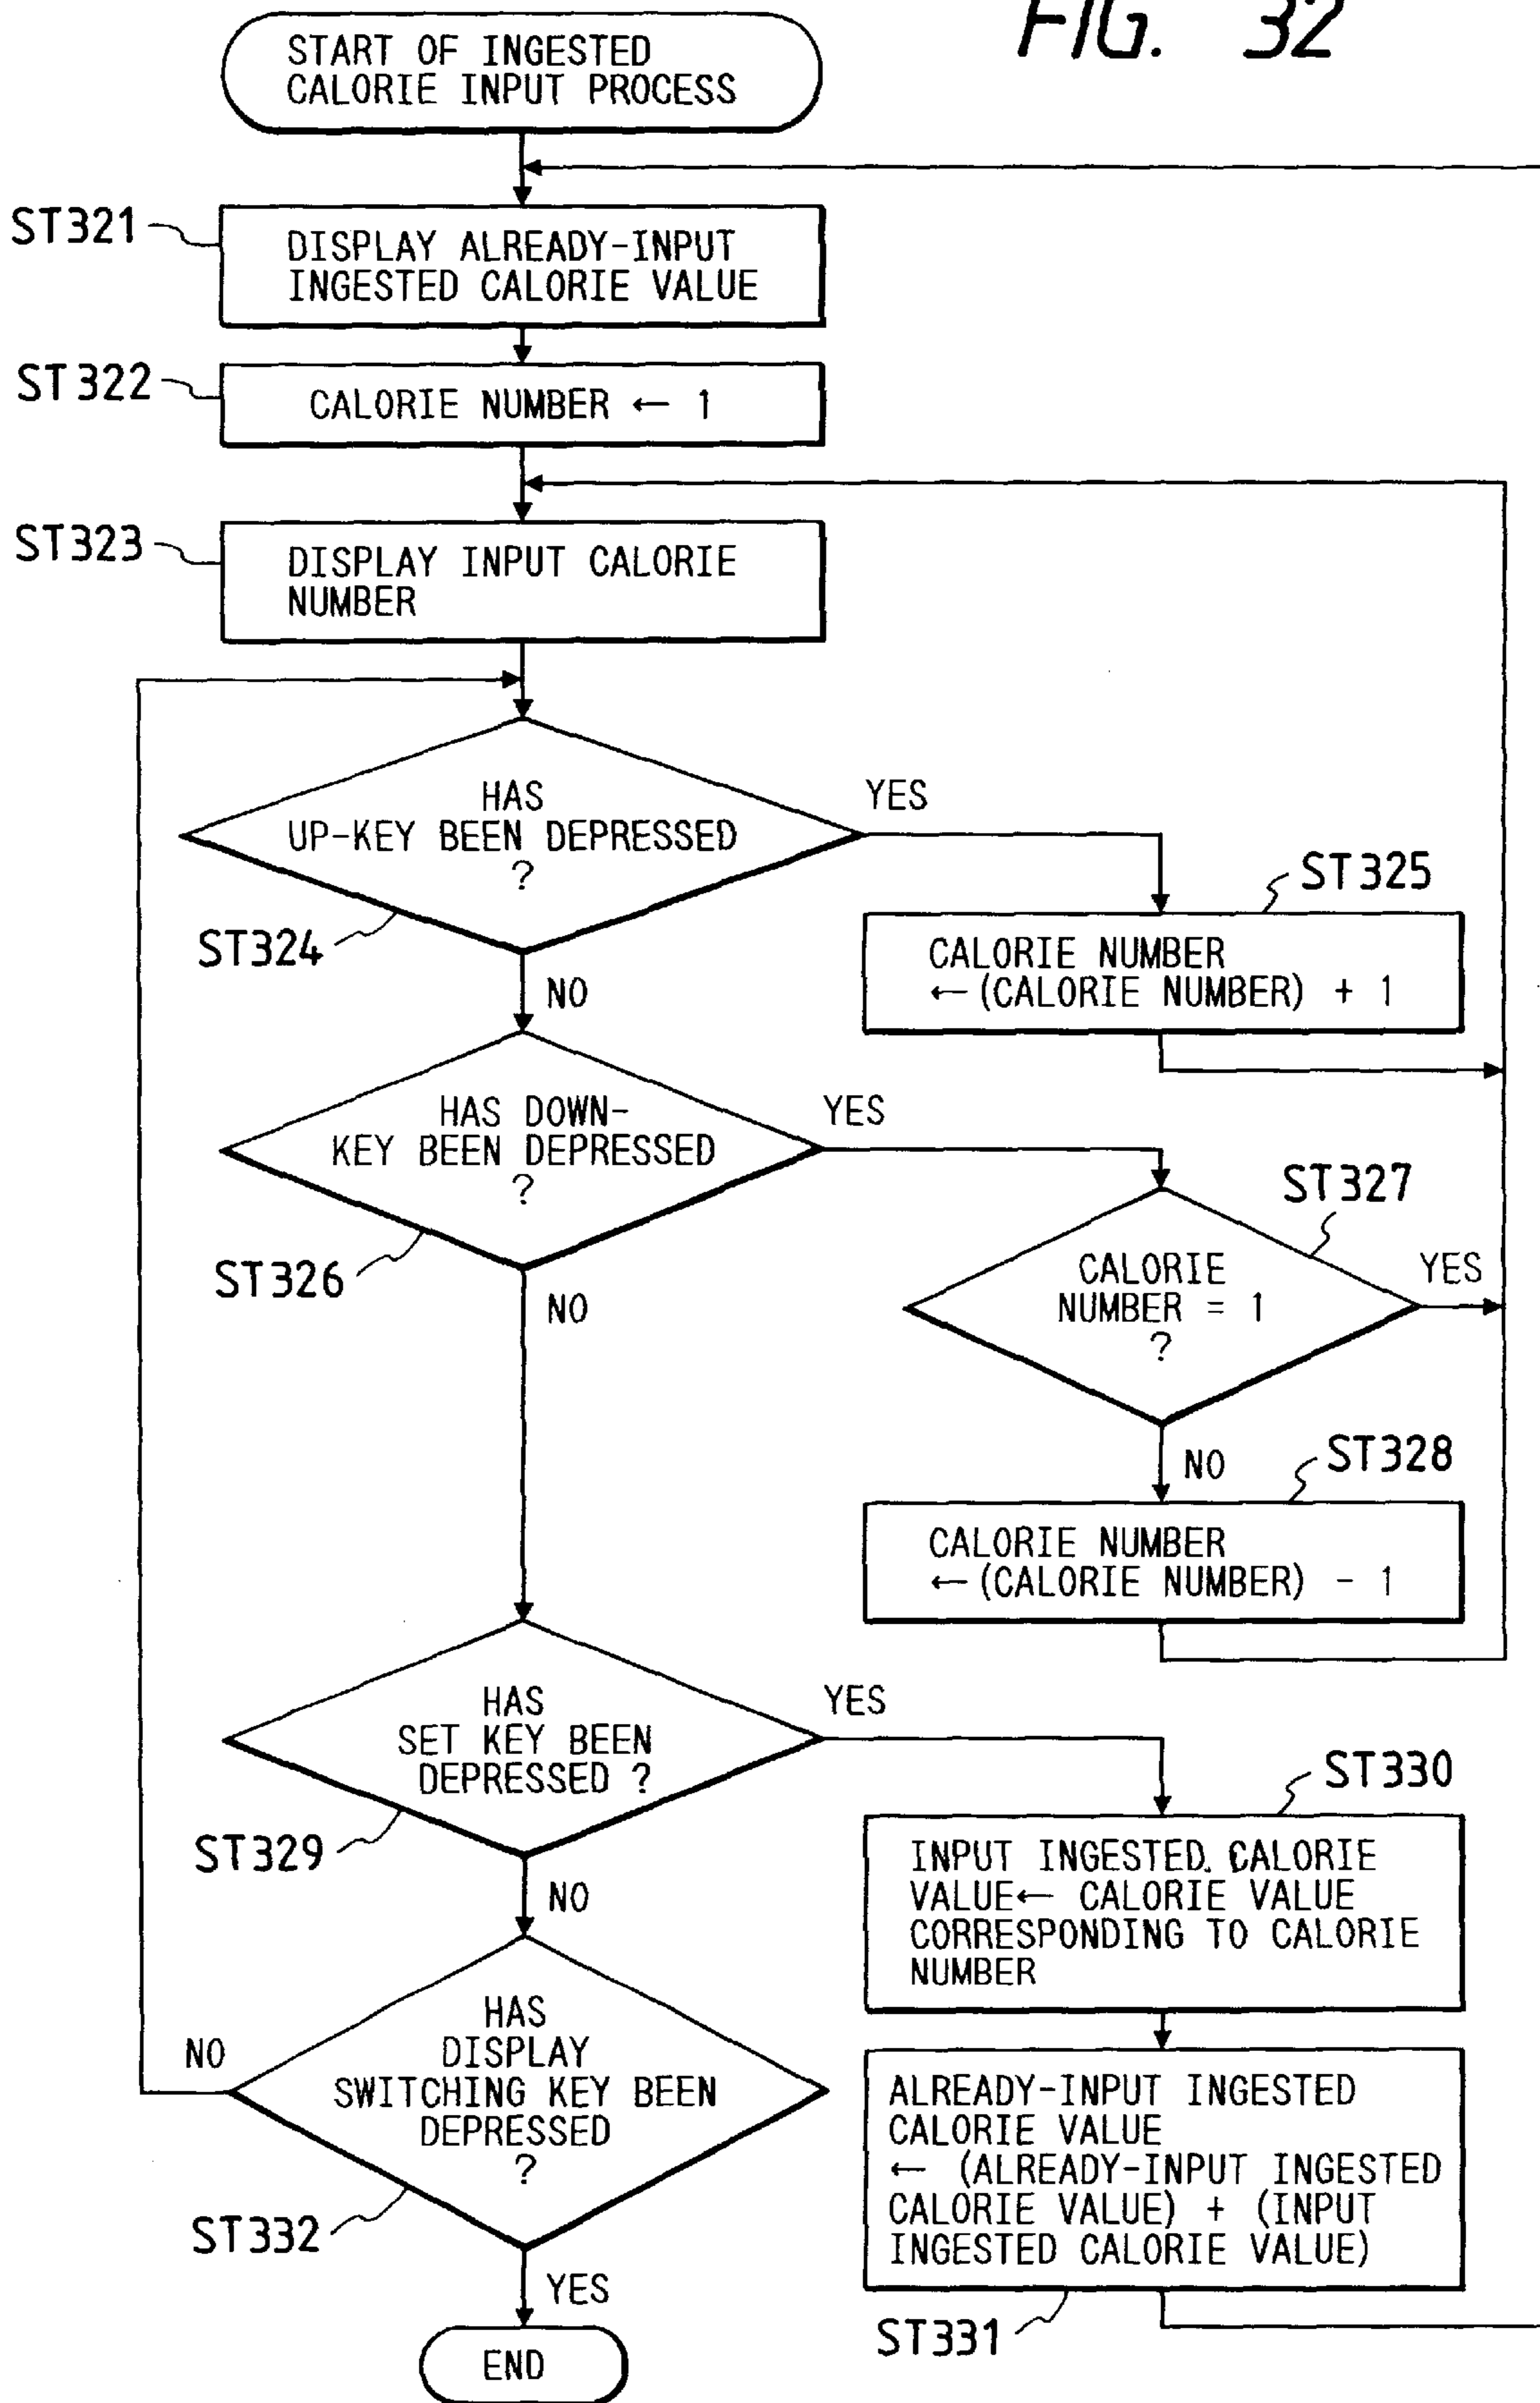 FIG. 32
START OF INGESTED
CALORIE INPUT PROCESS
ST321
DISPLAY ALREADY-INPUT
INGESTED CALORIE VALUE
ST322
CALORIE NUMBER ← 1
ST323
DISPLAY INPUT CALORIE
NUMBER
HAS
UP-KEY BEEN DEPRESSED
?
YES
ST324
NO
ST325
CALORIE NUMBER
← (CALORIE NUMBER) + 1
HAS DOWN-
KEY BEEN DEPRESSED
?
YES
ST326
NO
ST327
CALORIE
NUMBER = 1
?
YES
NO
ST328
CALORIE NUMBER
← (CALORIE NUMBER) - 1
HAS
SET KEY BEEN
DEPRESSED ?
YES
ST329
NO
ST330
INPUT INGESTED CALORIE
VALUE← CALORIE VALUE
CORRESPONDING TO CALORIE
NUMBER
HAS
DISPLAY
SWITCHING KEY BEEN
DEPRESSED
?
NO
ST332
YES
ALREADY-INPUT INGESTED
CALORIE VALUE
← (ALREADY-INPUT INGESTED
CALORIE VALUE) + (INPUT
INGESTED CALORIE VALUE)
ST331
END